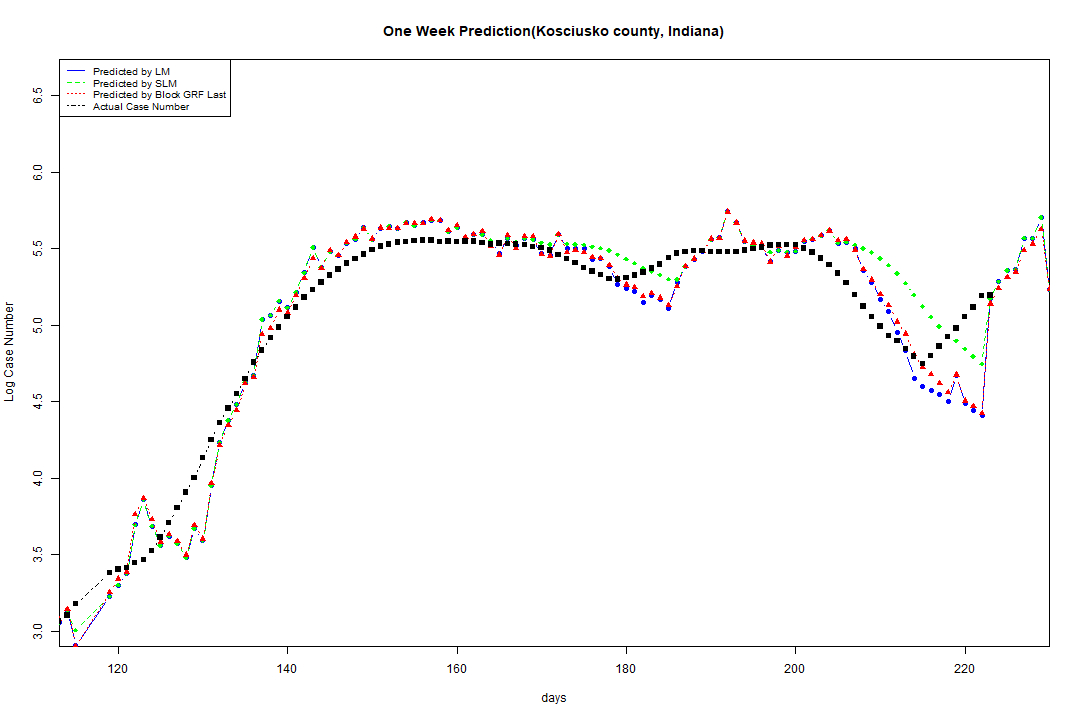 One Week Prediction(Kosciusko county, Indiana)
Predicted by LM
Predicted by SLM
Predicted by Block GRF Last
Actual Case Number
Log Case Number
6.5
6.0
5.5
5.0
4.5
4.0
3.5
3.0
120 140 160 180 200 220
days